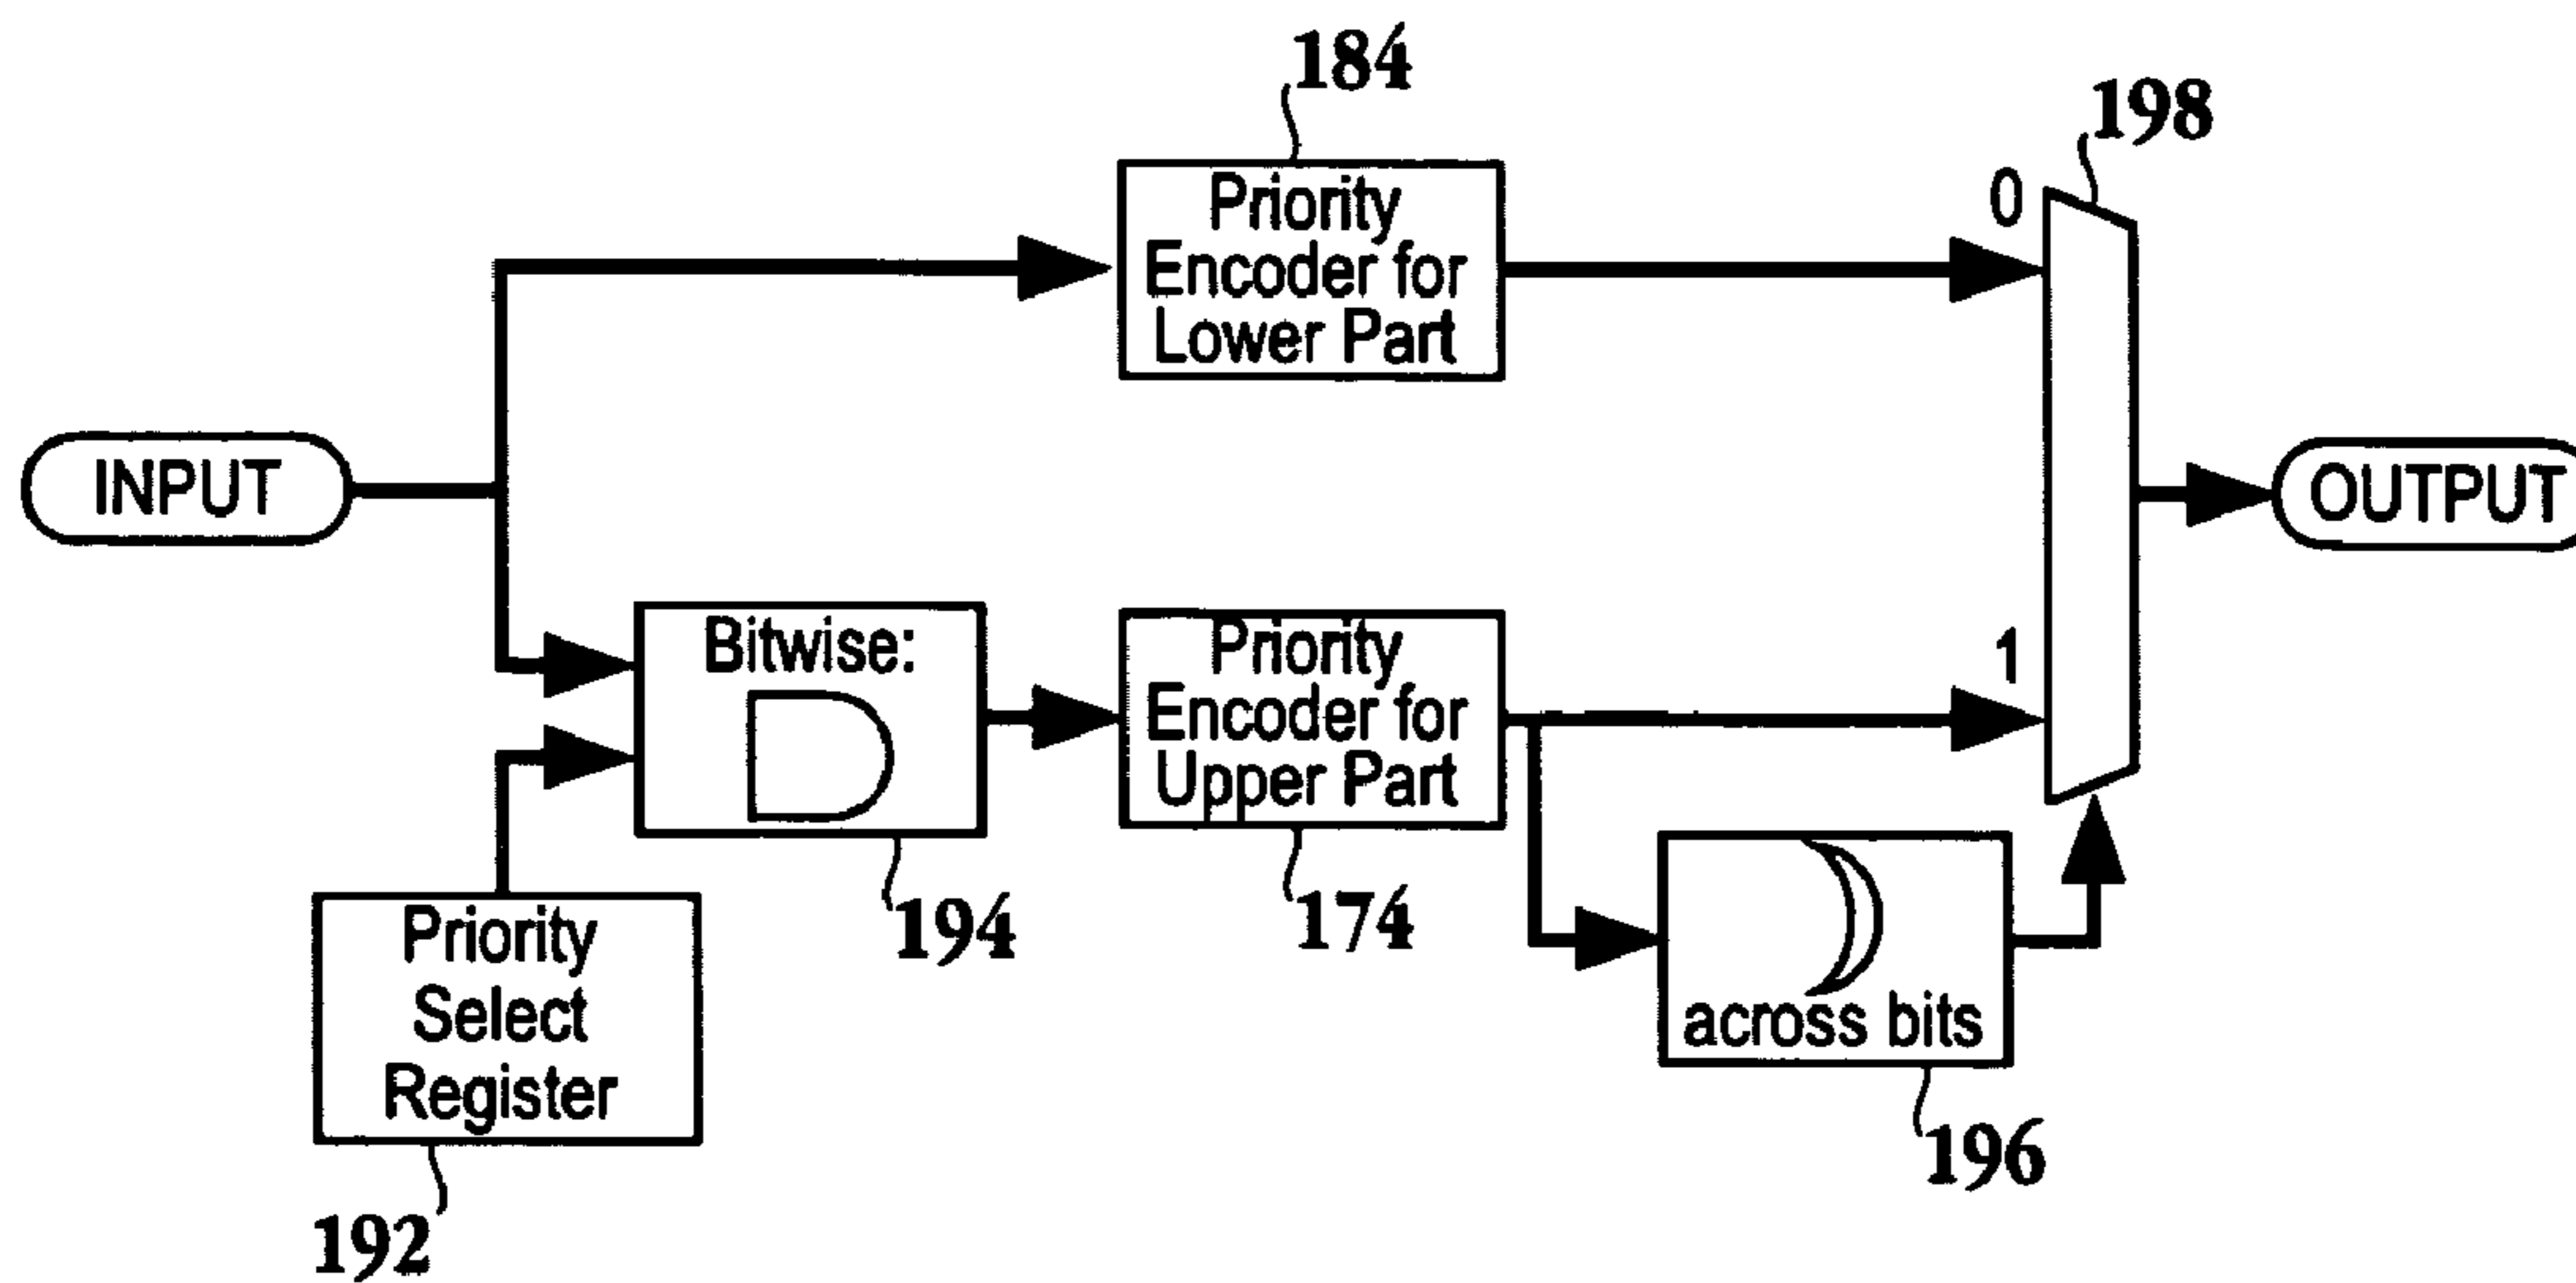 184
198
Priority
Encoder for
Lower Part
0
INPUT
OUTPUT
Bitwise:
Priority
Encoder for
Upper Part
1
194
174
Priority
Select
Register
across bits
192
196